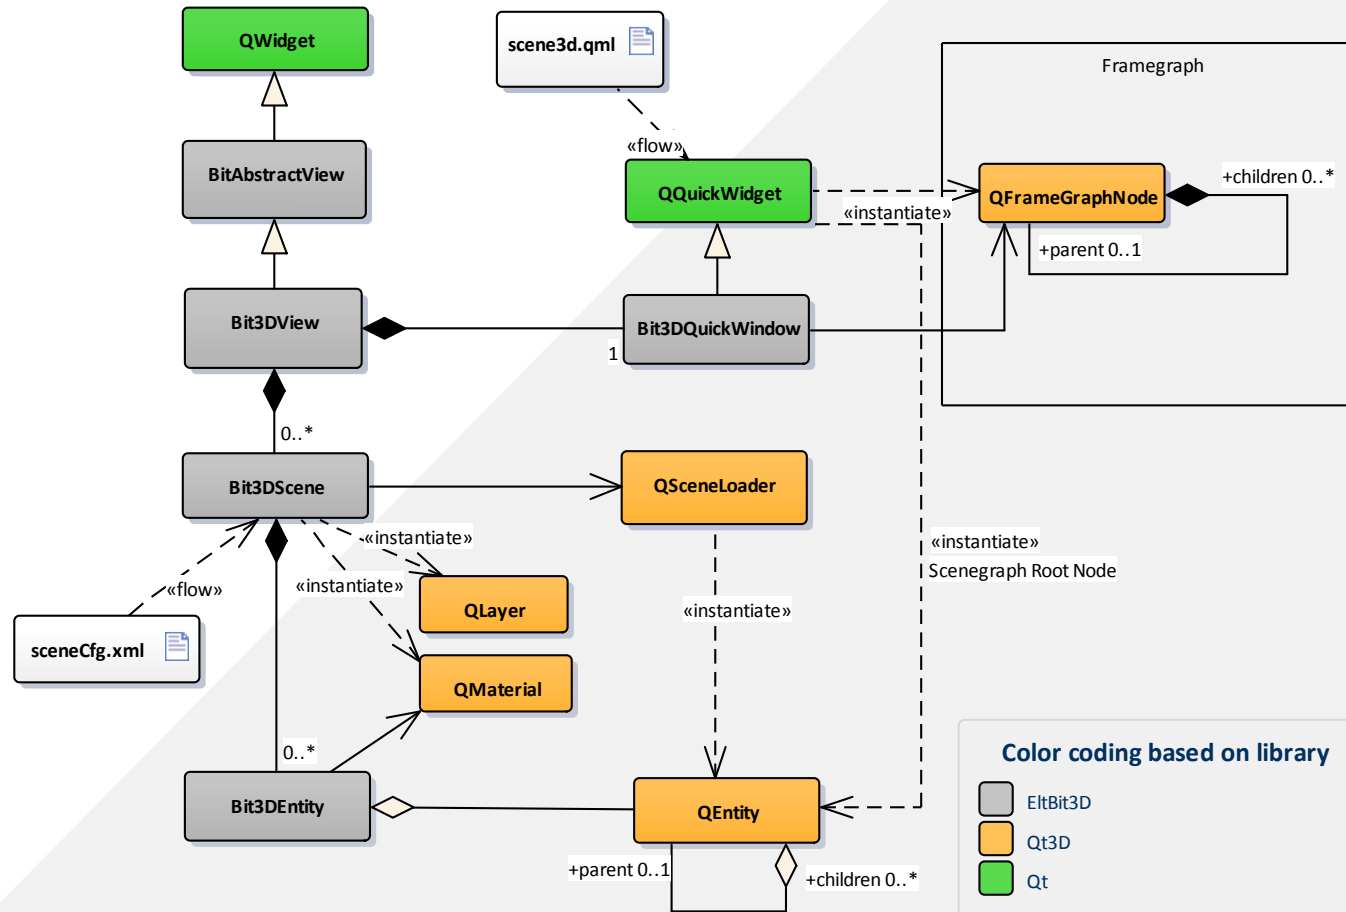 QWidget
scene3d.qml
Framegraph
«flow»
BitAbstractView
QQuickWidget
QFrameGraphNode
+children 0..*
«instantiate»
+parent 0..1
Bit3DView
Bit3DQuickWindow
1
0..*
Bit3DScene
QSceneLoader
«instantiate»
«flow»
«instantiate»
«instantiate»
Scenegraph Root Node
QLayer
«instantiate»
sceneCfg.xml
QMaterial
0..*
Bit3DEntity
QEntity
+parent 0..1
+children 0..*
Color coding based on library
EltBit3D
Qt3D
Qt